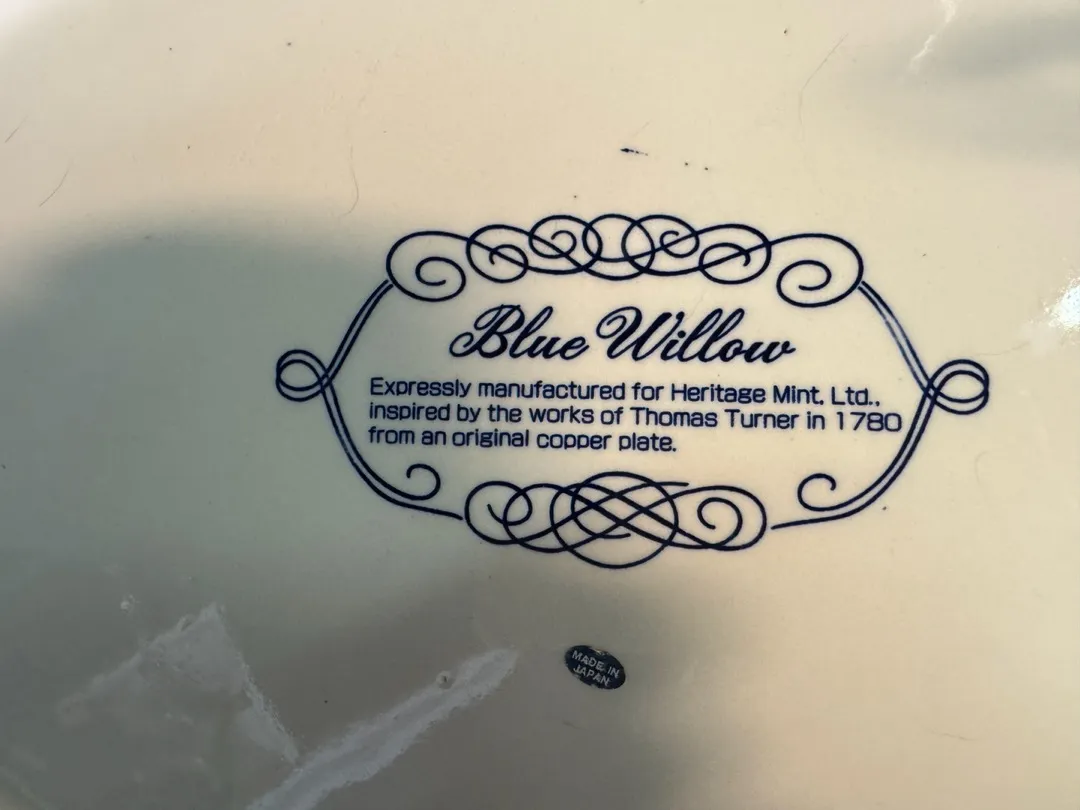 Blue Willow
Expressly manufactured for Heritage Mint, Ltd.,
inspired by the works of Thomas Turner in 1780
from an original copper plate.
MADE IN
JAPAN